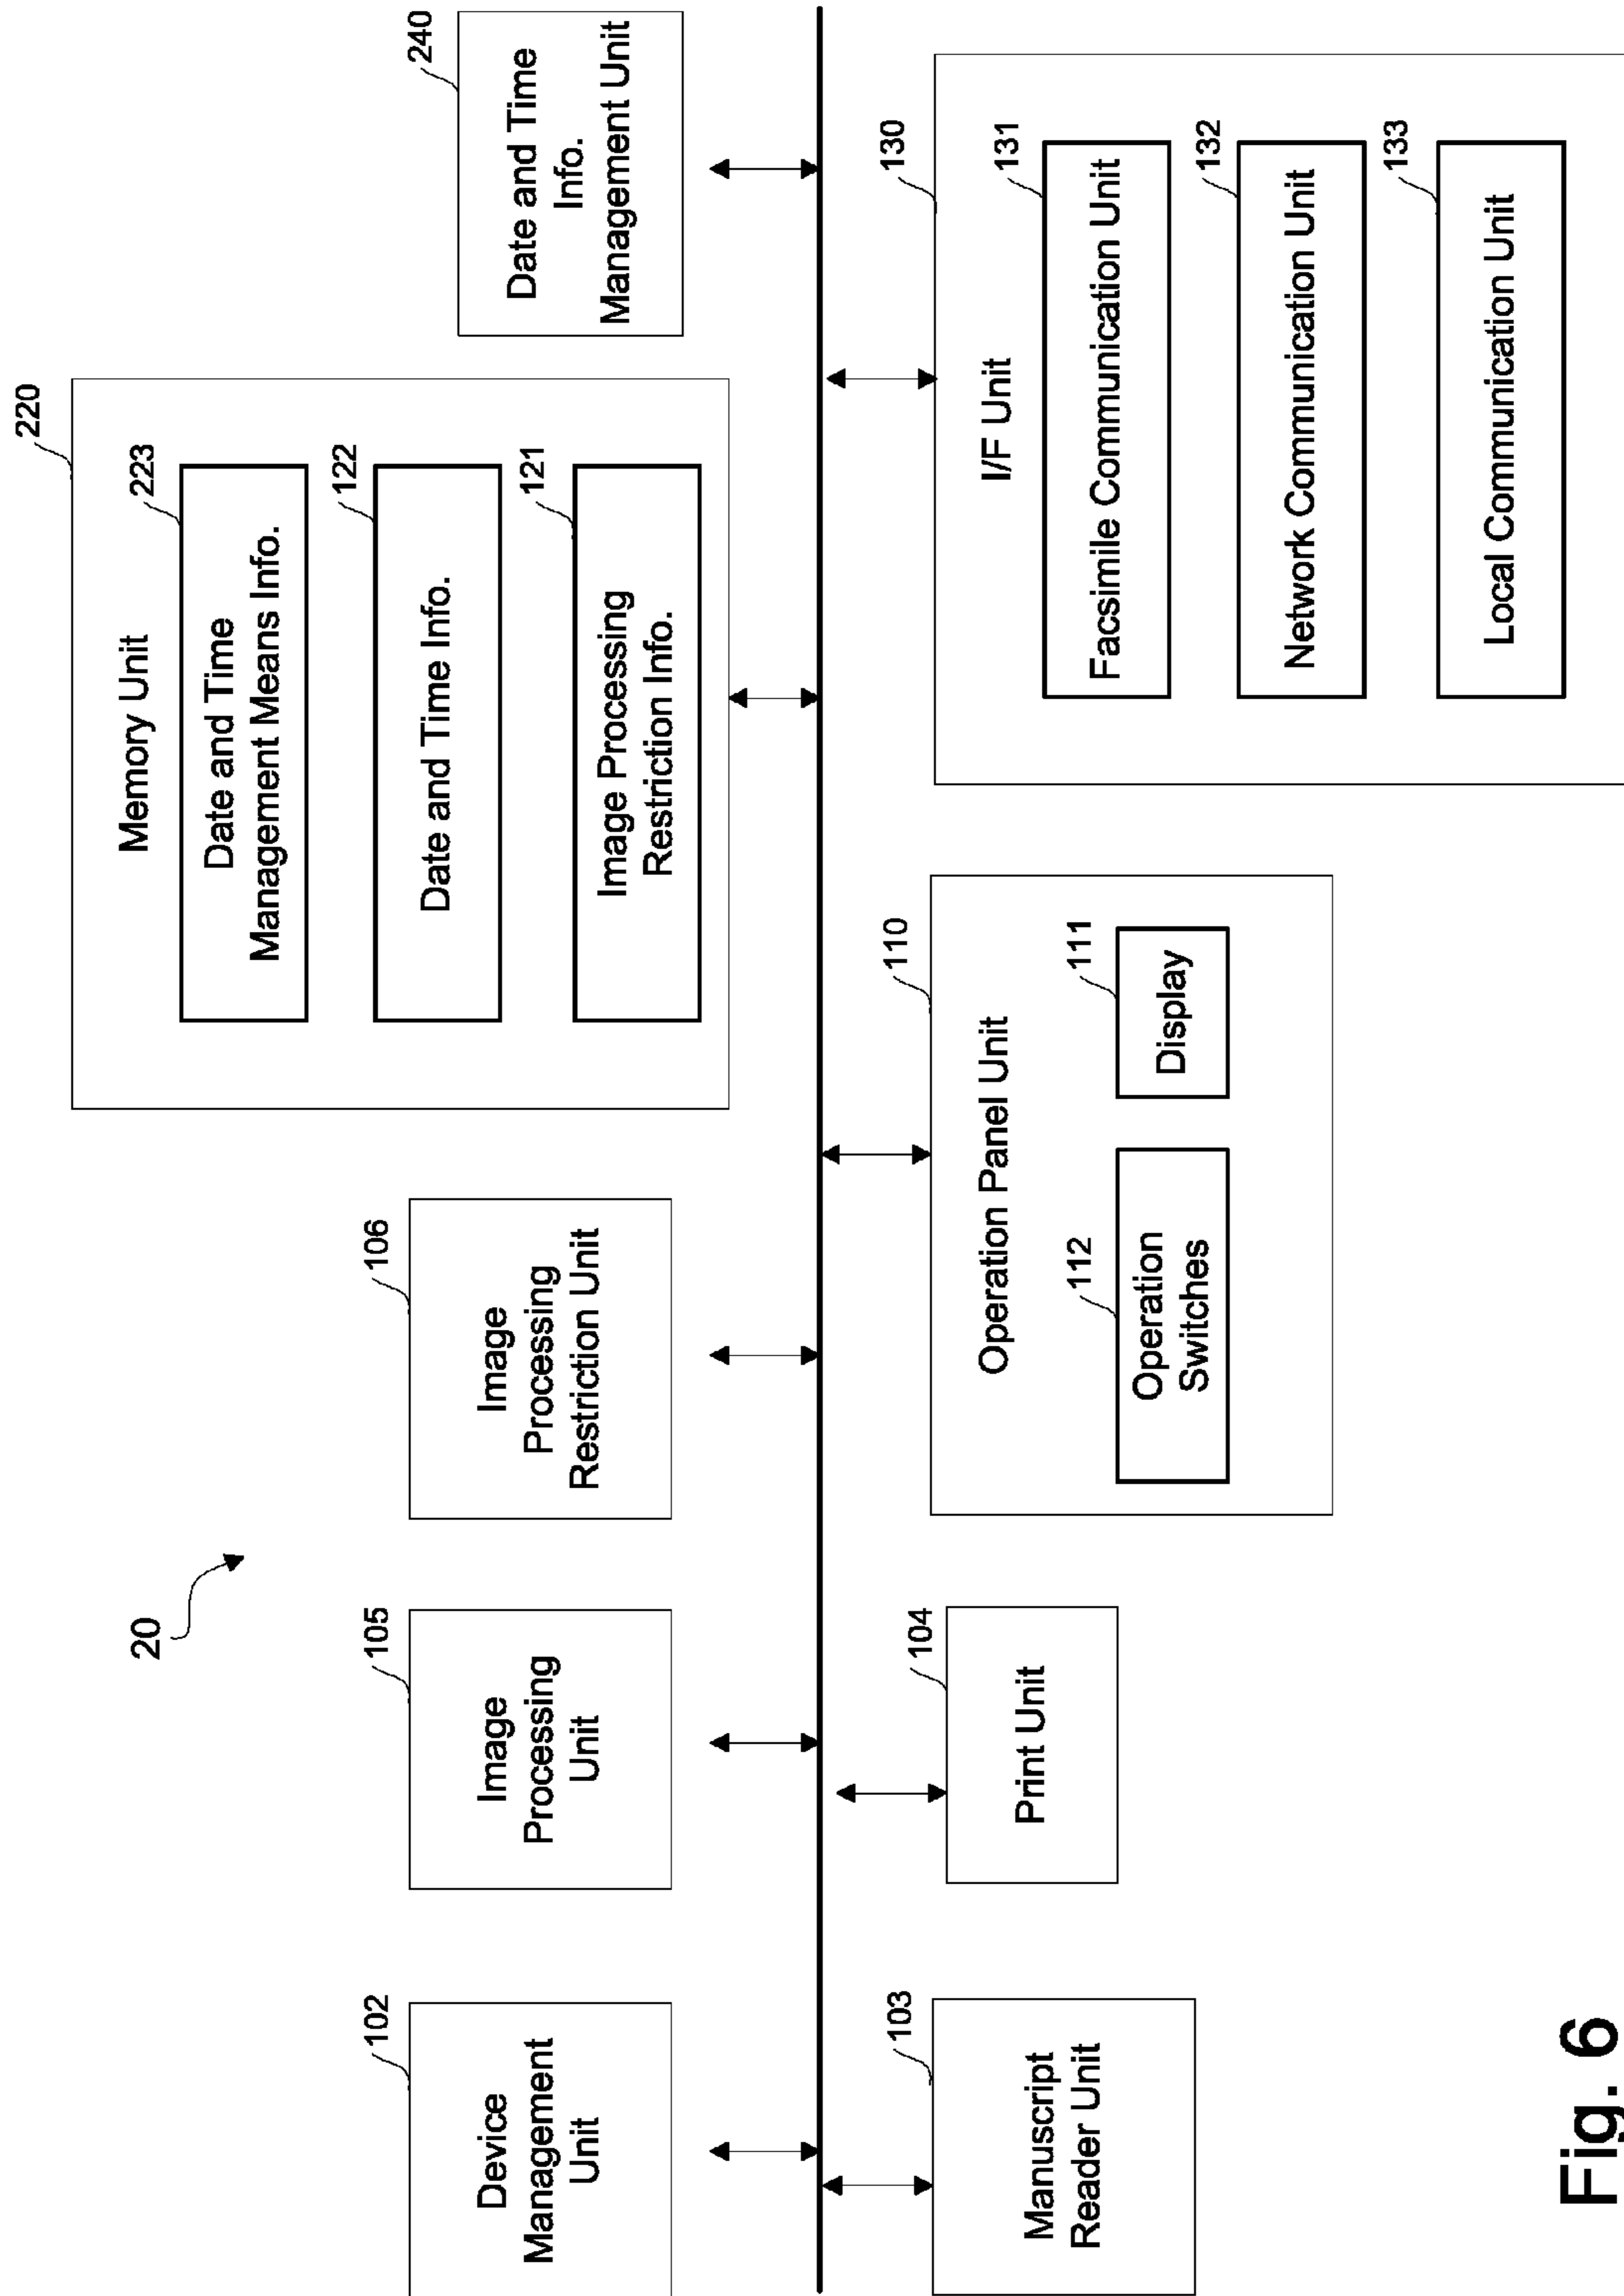 20
102
Device
Management
Unit
105
Image
Processing
Unit
106
Image
Processing
Restriction Unit
220
Memory Unit
223
Date and Time
Management Means Info.
122
Date and Time Info.
121
Image Processing
Restriction Info.
240
Date and Time
Info.
Management Unit
103
Manuscript
Reader Unit
104
Print Unit
110
Operation Panel Unit
112
Operation
Switches
111
Display
130
I/F Unit
131
Facsimile Communication Unit
132
Network Communication Unit
133
Local Communication Unit
Fig. 6